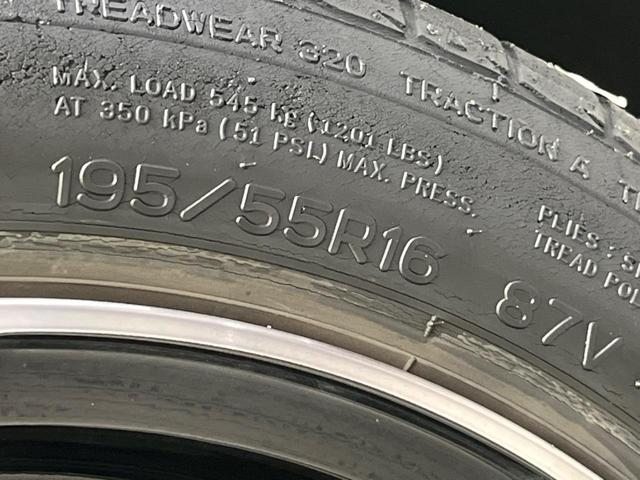 TREADWEAR 320 TRACTION A
MAX. LOAD 545 kg (1201 LBS)
AT 350 kPa (51 PSI) MAX. PRESS.
195/55R16 87V
PLIES:
TREAD